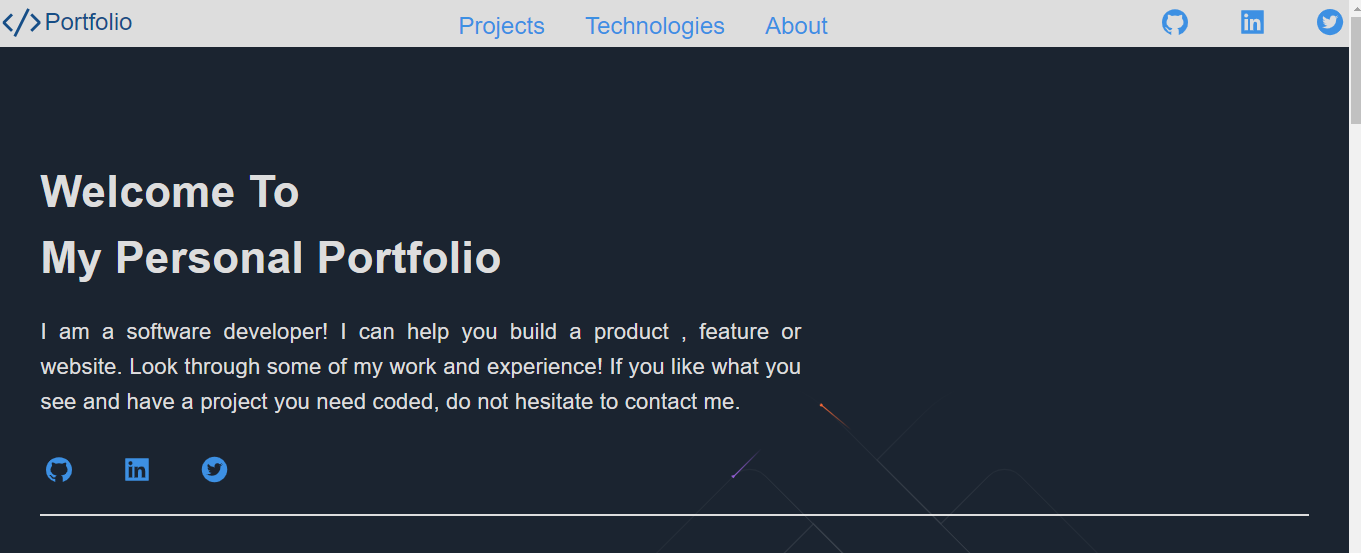 </> Portfolio
Projects Technologies About
Welcome To
My Personal Portfolio
I am a software developer! I can help you build a product , feature or
website. Look through some of my work and experience! If you like what you
see and have a project you need coded, do not hesitate to contact me.